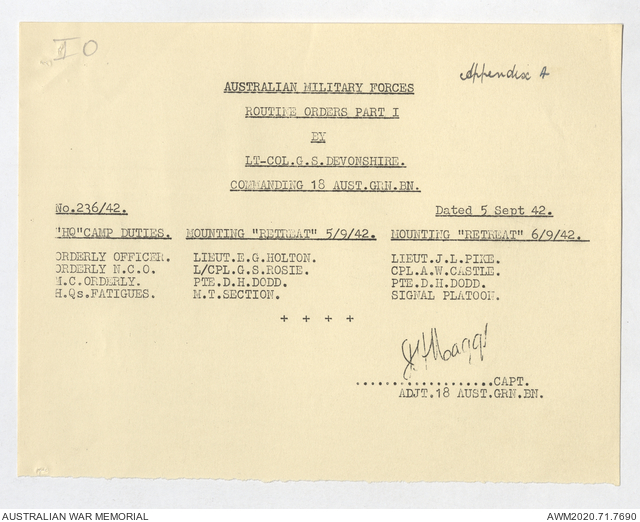 IO
Appendix A
AUSTRALIAN MILITARY FORCES
ROUTINE ORDERS PART I
BY
LT-COL.G.S.DEVONSHIRE.
COMMANDING 18 AUST.GRN.BN.
No.236/42. Dated 5 Sept 42.
"HQ"CAMP DUTIES. MOUNTING "RETREAT" 5/9/42. MOUNTING "RETREAT" 6/9/42.
ORDERLY OFFICER. LIEUT.E.G.HOLTON. LIEUT.J.L.PIKE.
ORDERLY N.C.O. L/CPL.G.S.ROSIE. CPL.A.W.CASTLE.
M.C.ORDERLY. PTE.D.H.DODD. PTE.D.H.DODD.
H.Qs.FATIGUES. M.T.SECTION. SIGNAL PLATOON.
+ + + +
...................CAPT.
ADJT.18 AUST.GRN.BN.
AUSTRALIAN WAR MEMORIAL AWM2020.71.7690